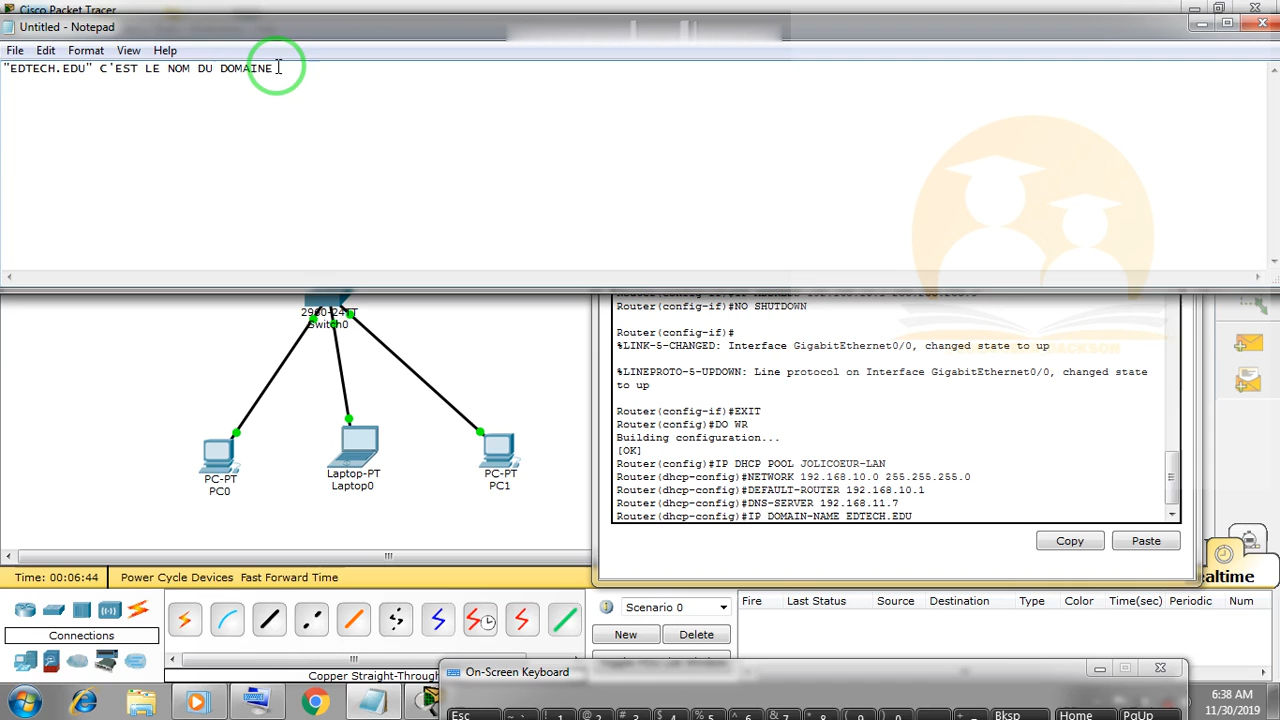 Cisco Packet Tracer
Untitled - Notepad
File Edit Format View Help
"EDTECH.EDU" C'EST LE NOM DU DOMAINE
2960-24TT
Switch0
PC-PT
PC0
Laptop-PT
Laptop0
PC-PT
PC1
Router(config-if)#NO SHUTDOWN
Router(config-if)#
%LINK-5-CHANGED: Interface GigabitEthernet0/0, changed state to up
%LINEPROTO-5-UPDOWN: Line protocol on Interface GigabitEthernet0/0, changed state
to up
Router(config-if)#EXIT
Router(config)#DO WR
Building configuration...
[OK]
Router(config)#IP DHCP POOL JOLICOEUR-LAN
Router(dhcp-config)#NETWORK 192.168.10.0 255.255.255.0
Router(dhcp-config)#DEFAULT-ROUTER 192.168.10.1
Router(dhcp-config)#DNS-SERVER 192.168.11.7
Router(dhcp-config)#IP DOMAIN-NAME EDTECH.EDU
Copy Paste
Time: 00:06:44 Power Cycle Devices Fast Forward Time
ealtime
Scenario 0
Fire Last Status Source Destination Type Color Time(sec) Periodic Num
New Delete
Connections
Copper Straight-Through
On-Screen Keyboard
Esc Bksp Home Pg Up
6:38 AM
11/30/2019